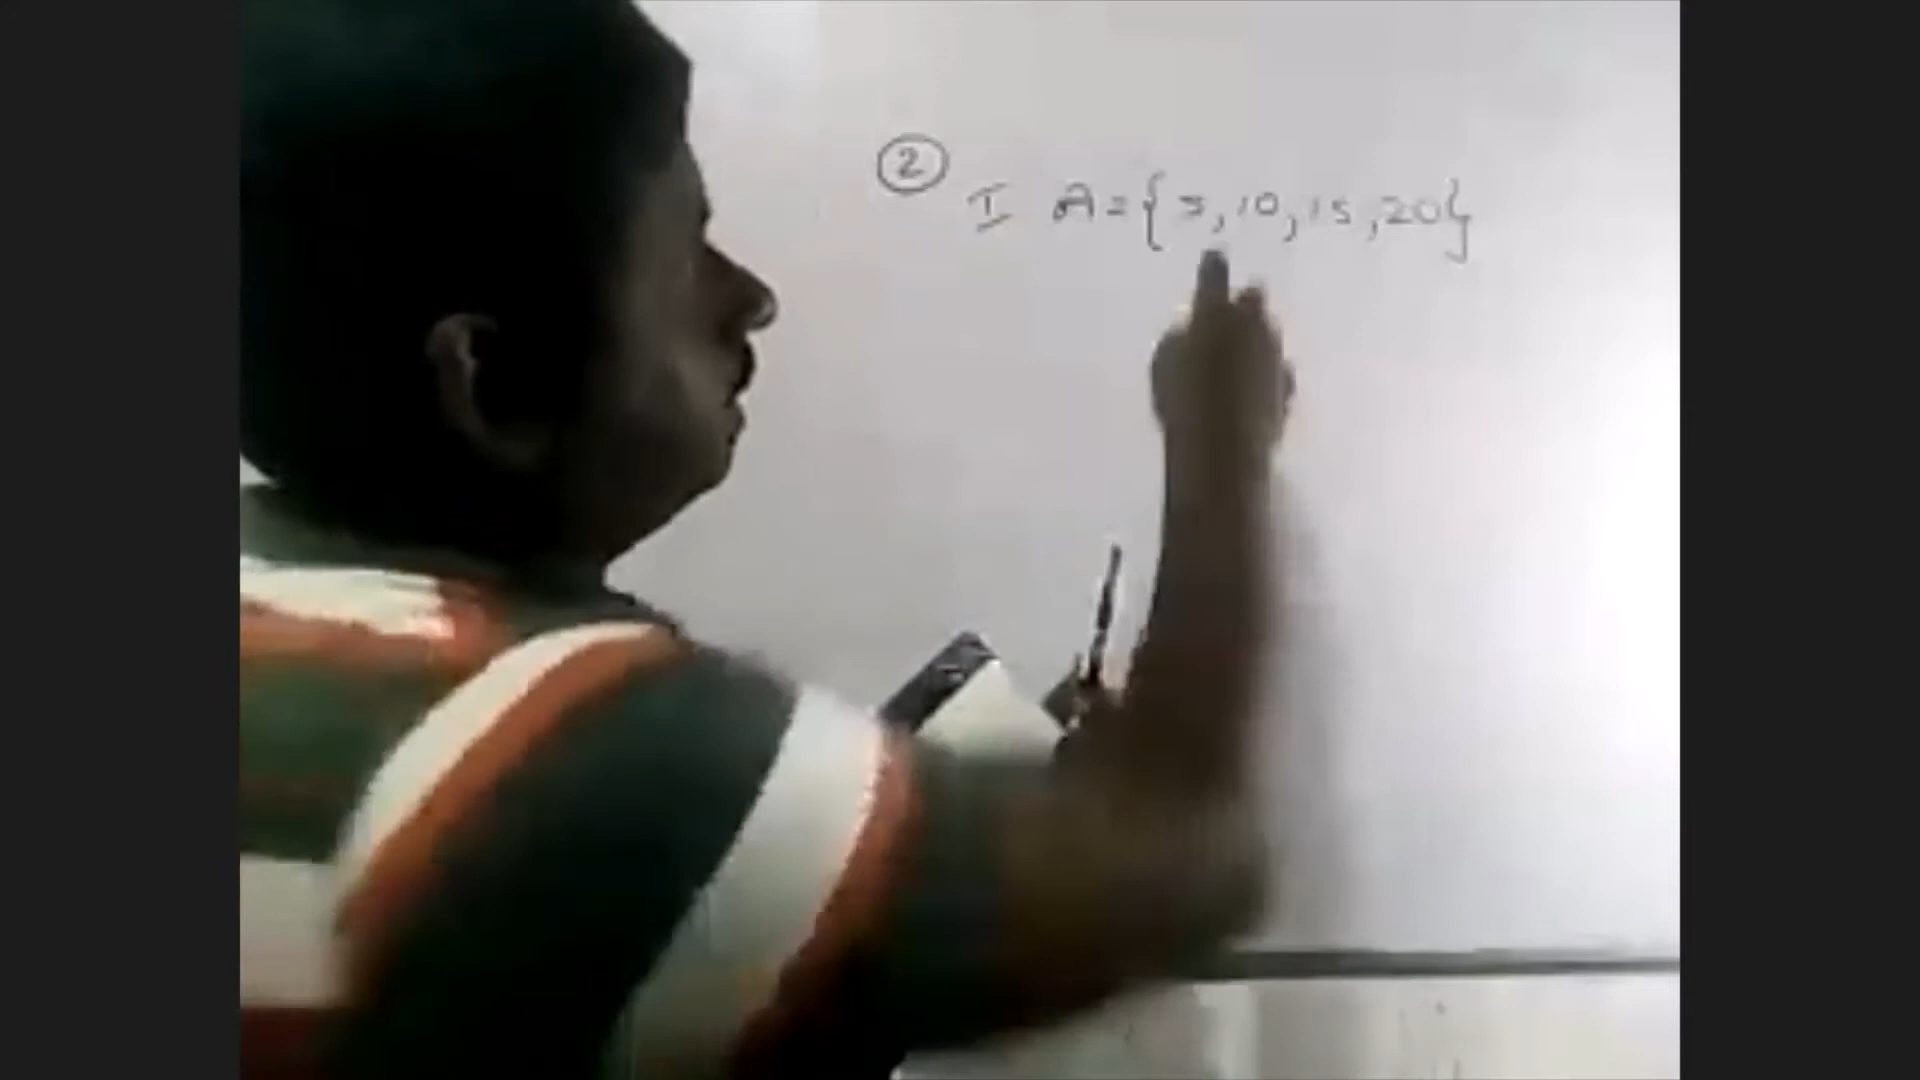 2
I A = {5, 10, 15, 20}